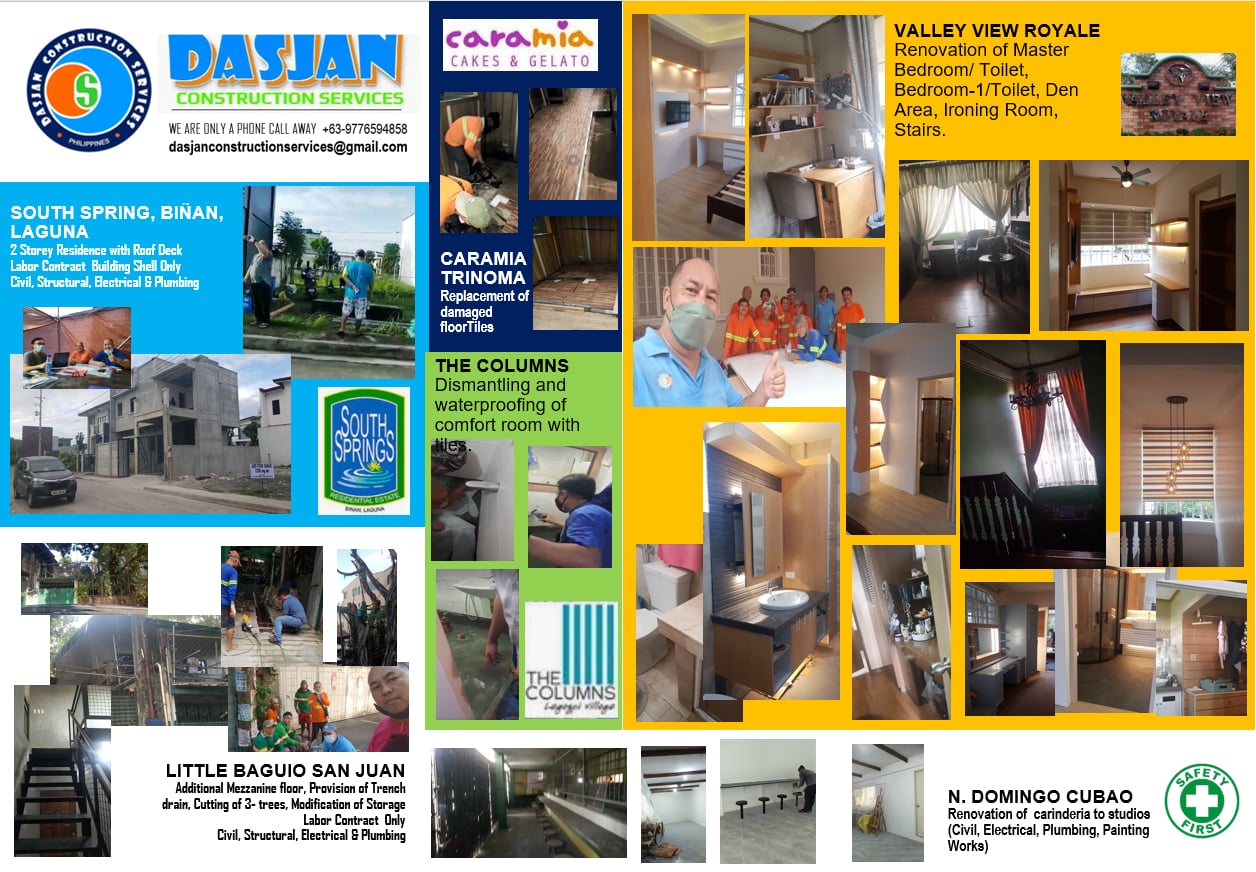 DASJAN CONSTRUCTION SERVICES
PHILIPPINES
DASJAN
CONSTRUCTION SERVICES
WE ARE ONLY A PHONE CALL AWAY +63-9776594858
dasjanconstructionservices@gmail.com
SOUTH SPRING, BIÑAN,
LAGUNA
2 Storey Residence with Roof Deck
Labor Contract Building Shell Only
Civil, Structural, Electrical & Plumbing
SOUTH
SPRINGS
RESIDENTIAL ESTATE
BINAN, LAGUNA
LITTLE BAGUIO SAN JUAN
Additional Mezzanine floor, Provision of Trench
drain, Cutting of 3- trees, Modification of Storage
Labor Contract Only
Civil, Structural, Electrical & Plumbing
caramia
CAKES & GELATO
CARAMIA
TRINOMA
Replacement of
damaged
floorTiles
THE COLUMNS
Dismantling and
waterproofing of
comfort room with
tiles.
THE
COLUMNS
Legazpi Village
VALLEY VIEW ROYALE
Renovation of Master
Bedroom/ Toilet,
Bedroom-1/Toilet, Den
Area, Ironing Room,
Stairs.
VALLEY VIEW
ROYALE
N. DOMINGO CUBAO
Renovation of carinderia to studios
(Civil, Electrical, Plumbing, Painting
Works)
SAFETY
FIRST